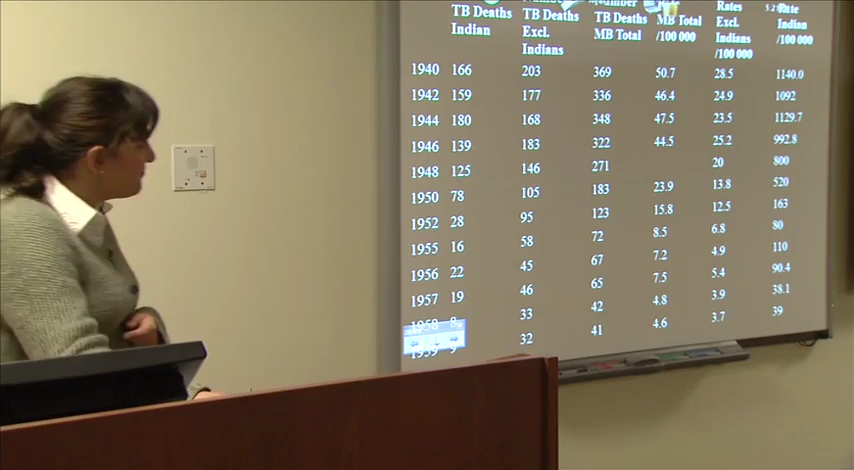 TB Deaths Indian
TB Deaths Excl. Indians
TB Deaths MB Total
MB Total /100 000
Rates Excl. Indians /100 000
Rate Indian /100 000
1940 166 203 369 50.7 28.5 1140.0
1942 159 177 336 46.4 24.9 1092
1944 180 168 348 47.5 23.5 1129.7
1946 139 183 322 44.5 25.2 992.8
1948 125 146 271 20 800
1950 78 105 183 23.9 13.8 520
1952 28 95 123 15.8 12.5 163
1955 16 58 72 8.5 6.8 80
1956 22 45 67 7.2 4.9 110
1957 19 46 65 7.5 5.4 90.4
1958 8 33 42 4.8 3.9 38.1
1959 9 32 41 4.6 3.7 39